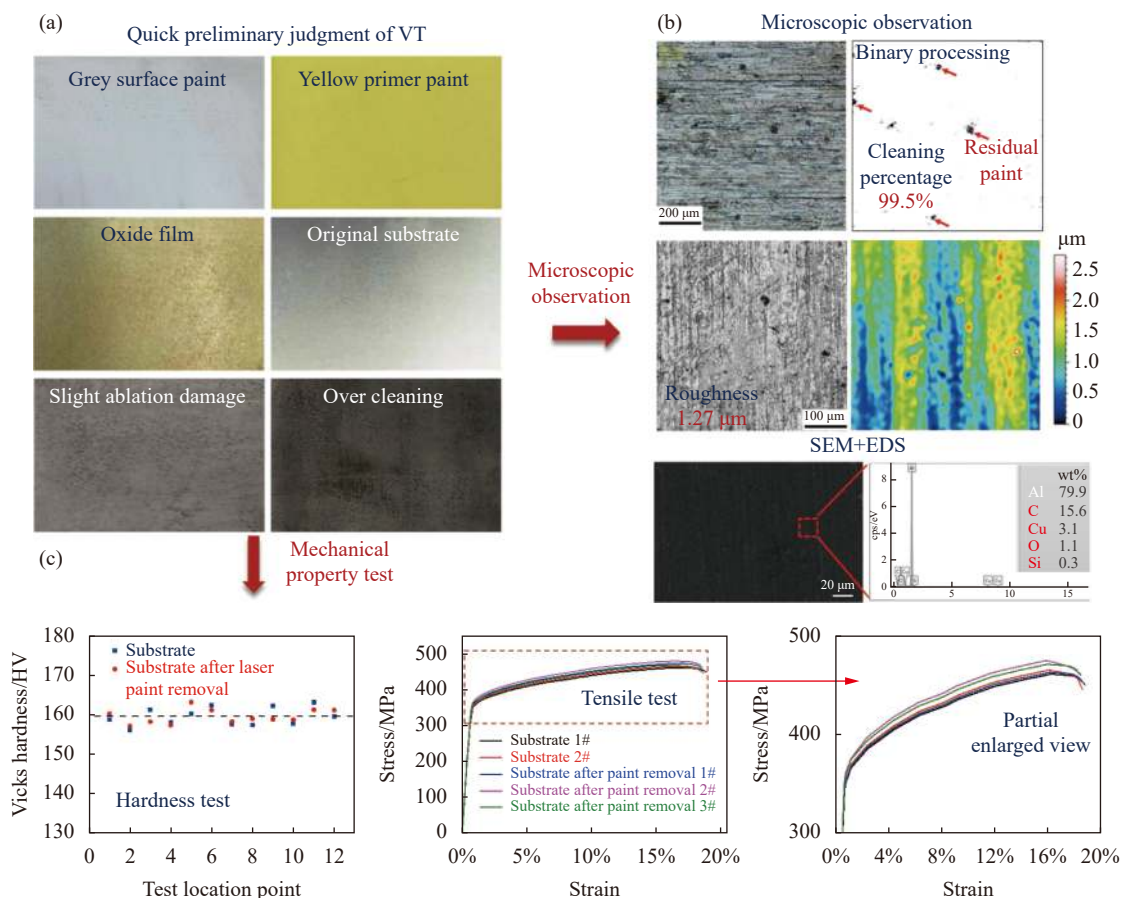 (a)
Quick preliminary judgment of VT
Grey surface paint
Yellow primer paint
Oxide film
Original substrate
Slight ablation damage
Over cleaning
Microscopic
observation
Mechanical
property test
(b)
Microscopic observation
200 μm
Binary processing
Cleaning
percentage
99.5%
Residual
paint
Roughness
1.27 μm
100 μm
μm
2.5
2.0
1.5
1.0
0.5
0
SEM+EDS
20 μm
cps/eV
8
6
4
2
0
0 5 10 15
wt%
Al 79.9
C 15.6
Cu 3.1
O 1.1
Si 0.3
(c)
Vicks hardness/HV
180
170
160
150
140
130
Substrate
Substrate after laser
paint removal
Hardness test
0 2 4 6 8 10 12
Test location point
Stress/MPa
500
400
300
200
100
0
Tensile test
Substrate 1#
Substrate 2#
Substrate after paint removal 1#
Substrate after paint removal 2#
Substrate after paint removal 3#
0% 5% 10% 15% 20%
Strain
Stress/MPa
500
400
300
Partial
enlarged view
0% 4% 8% 12% 16% 20%
Strain